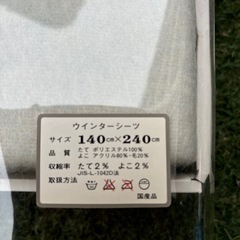 ウインターシーツ
サイズ 140cm×240cm
品質 たて ポリエステル100%
よこ アクリル80%・毛20%
収縮率 たて2% よこ2%
JIS-L-1042D法
取扱方法
国産品